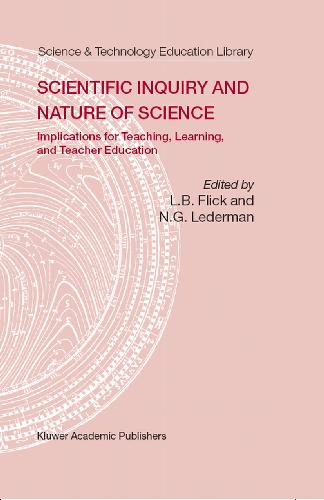 Science & Technology Education Library
SCIENTIFIC INQUIRY AND
NATURE OF SCIENCE
Implications for Teaching, Learning,
and Teacher Education
Edited by
L.B. Flick and
N.G. Lederman
Kluwer Academic Publishers